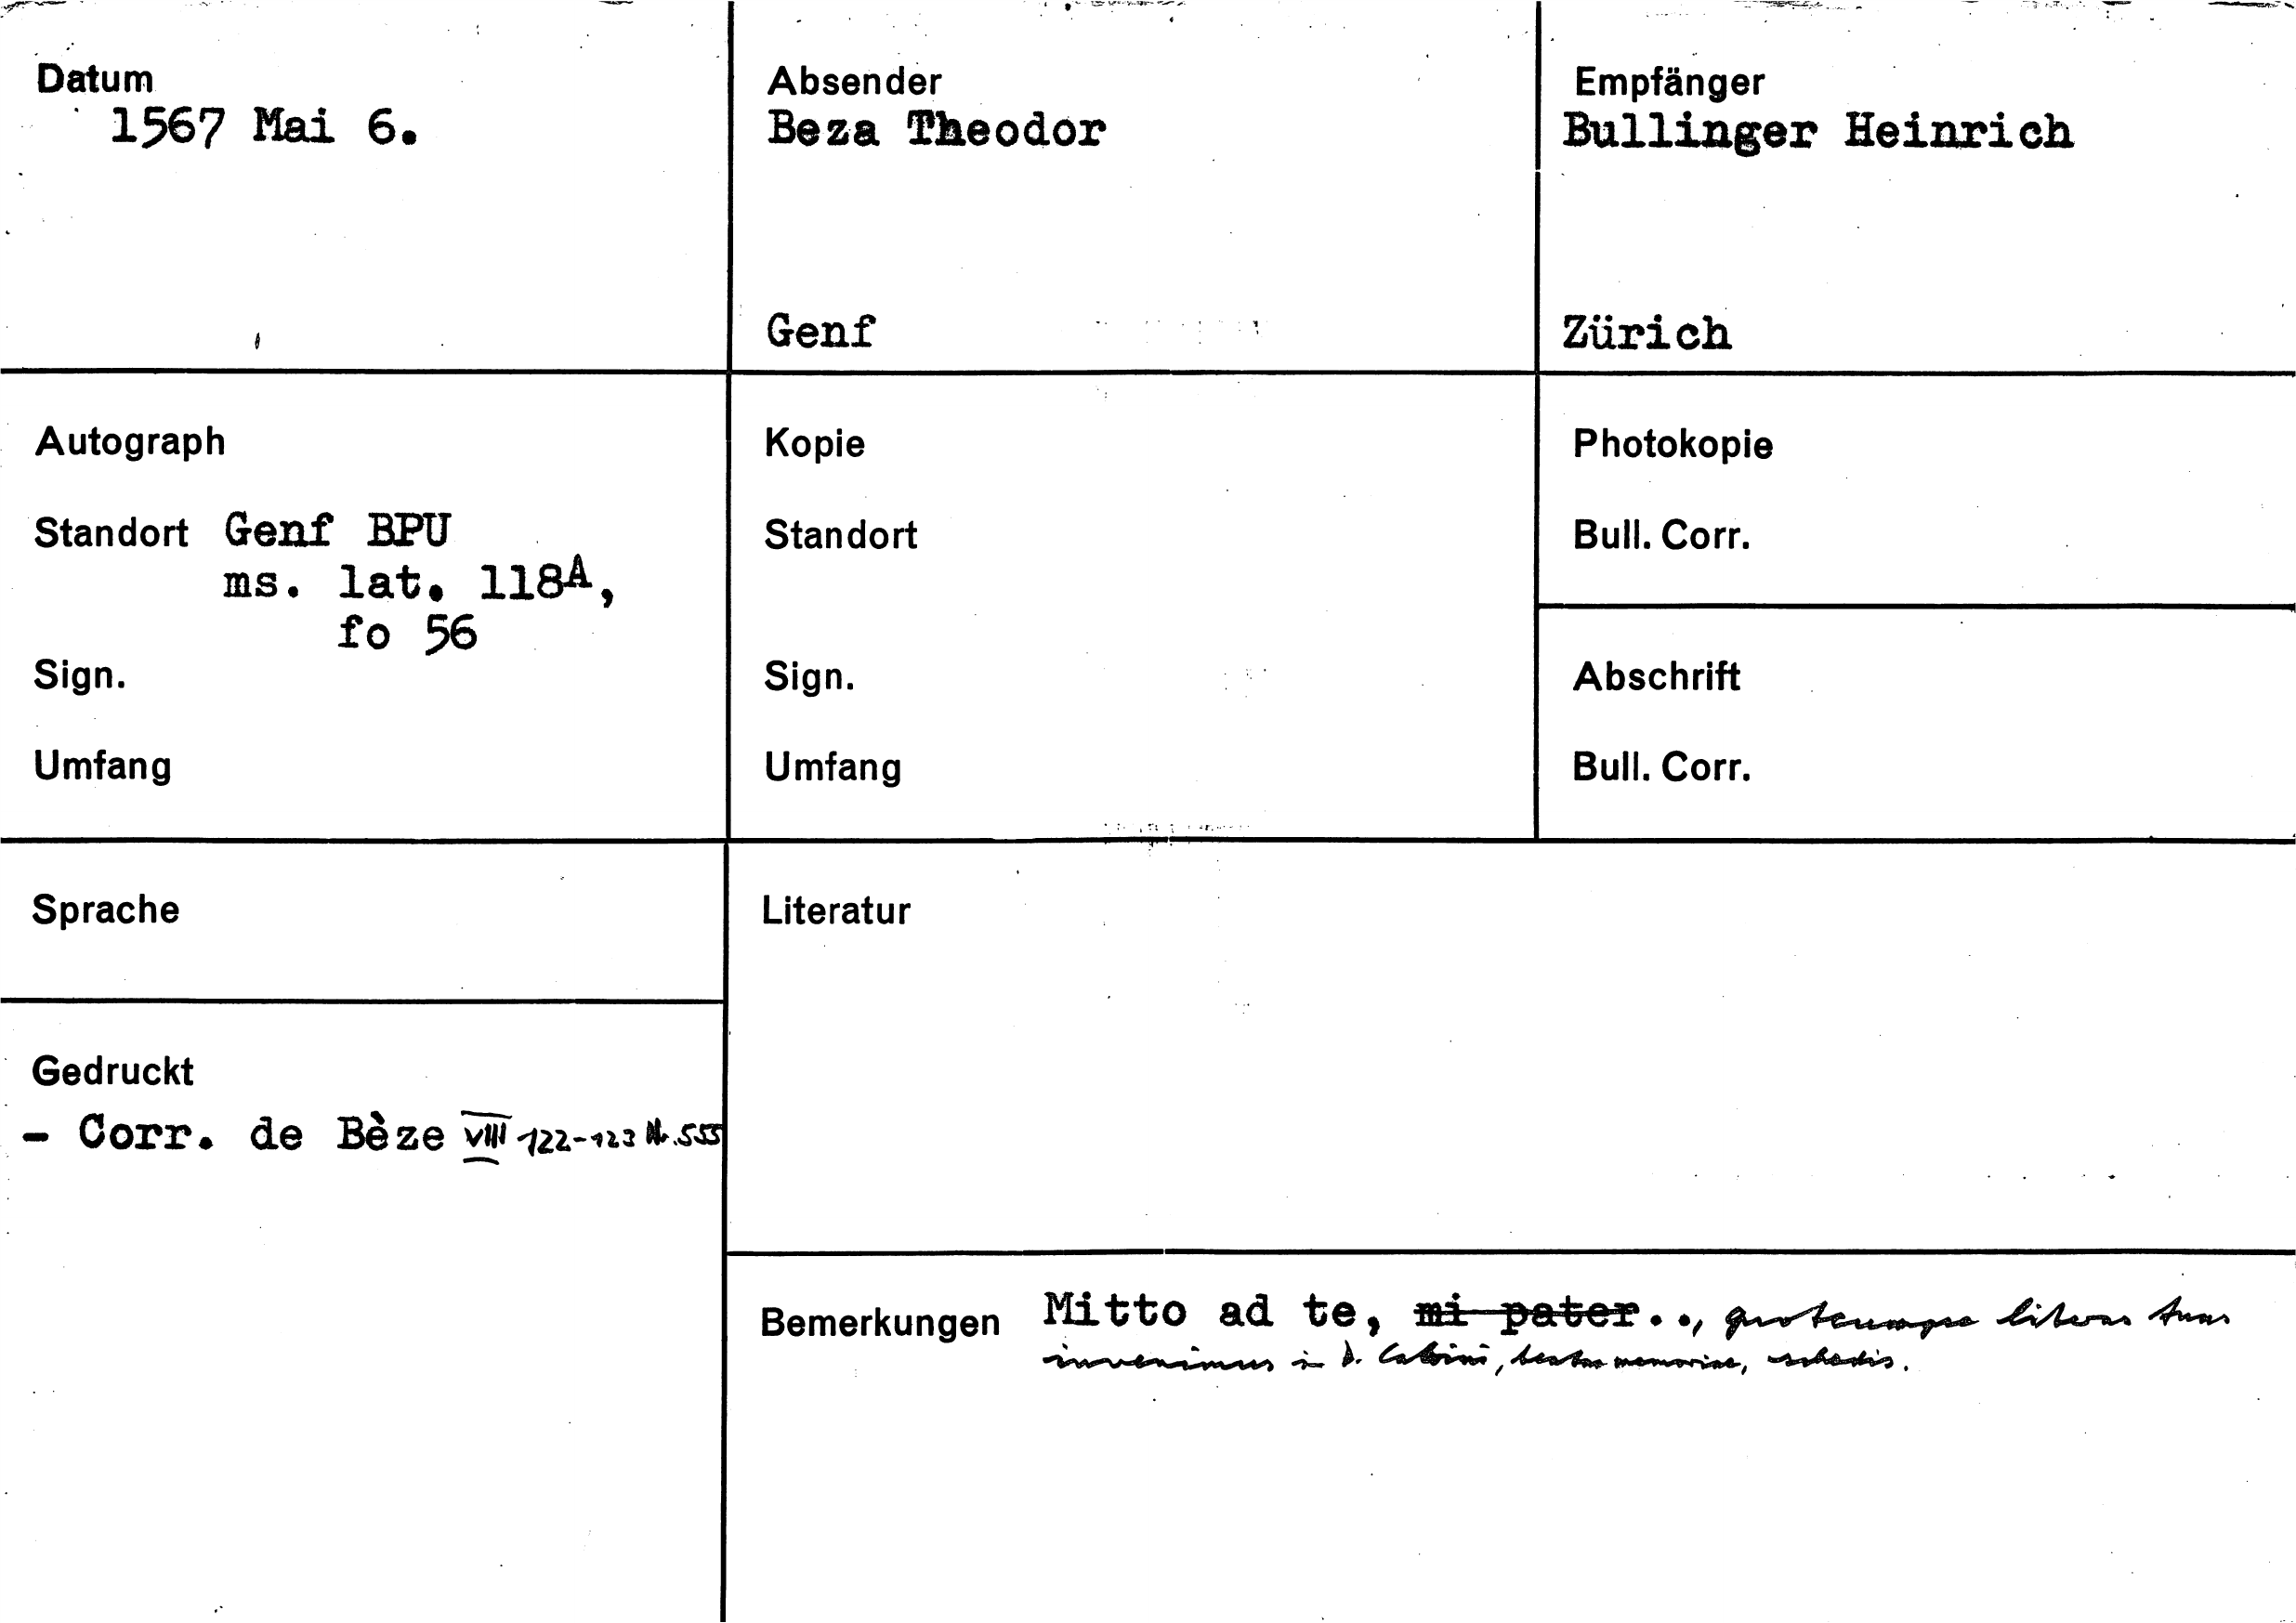 Datum
1567 Mai 6.
Absender
Beza Theodor
Genf
Empfänger
Bullinger Heinrich
Zürich
Autograph
Standort Genf BPU
ms. lat. 118A,
fo 56
Sign.
Umfang
Kopie
Standort
Sign.
Umfang
Photokopie
Bull. Corr.
Abschrift
Bull. Corr.
Sprache
Gedruckt
- Corr. de Bèze VIII 122-123 Nr. 555
Literatur
Bemerkungen Mitto ad te, mi pater.., literas tuas
invenimus in D. Calvini, beatae memoriae, schedis.